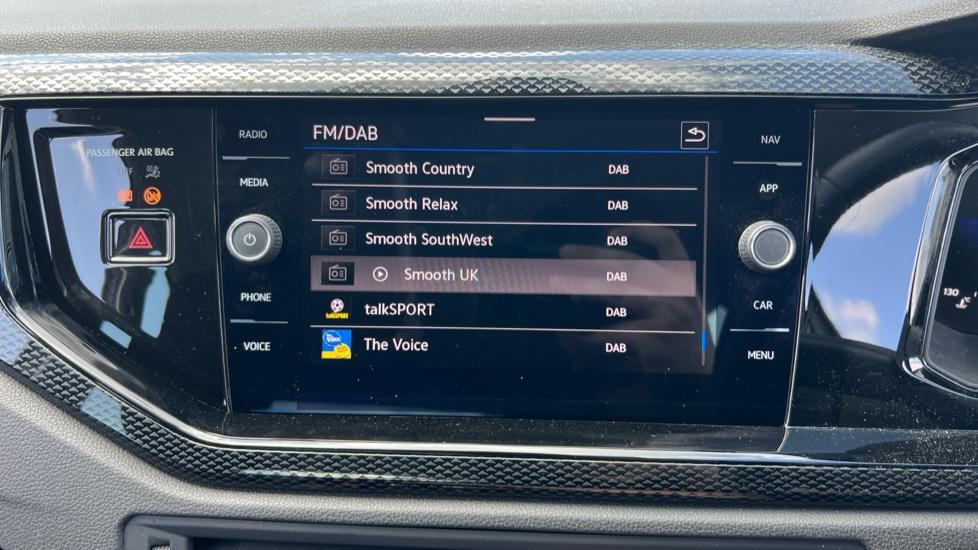 PASSENGER AIR BAG
OFF
RADIO
MEDIA
PHONE
VOICE
FM/DAB
Smooth Country DAB
Smooth Relax DAB
Smooth SouthWest DAB
Smooth UK DAB
talkSPORT DAB
The Voice DAB
NAV
APP
CAR
MENU
130
°C